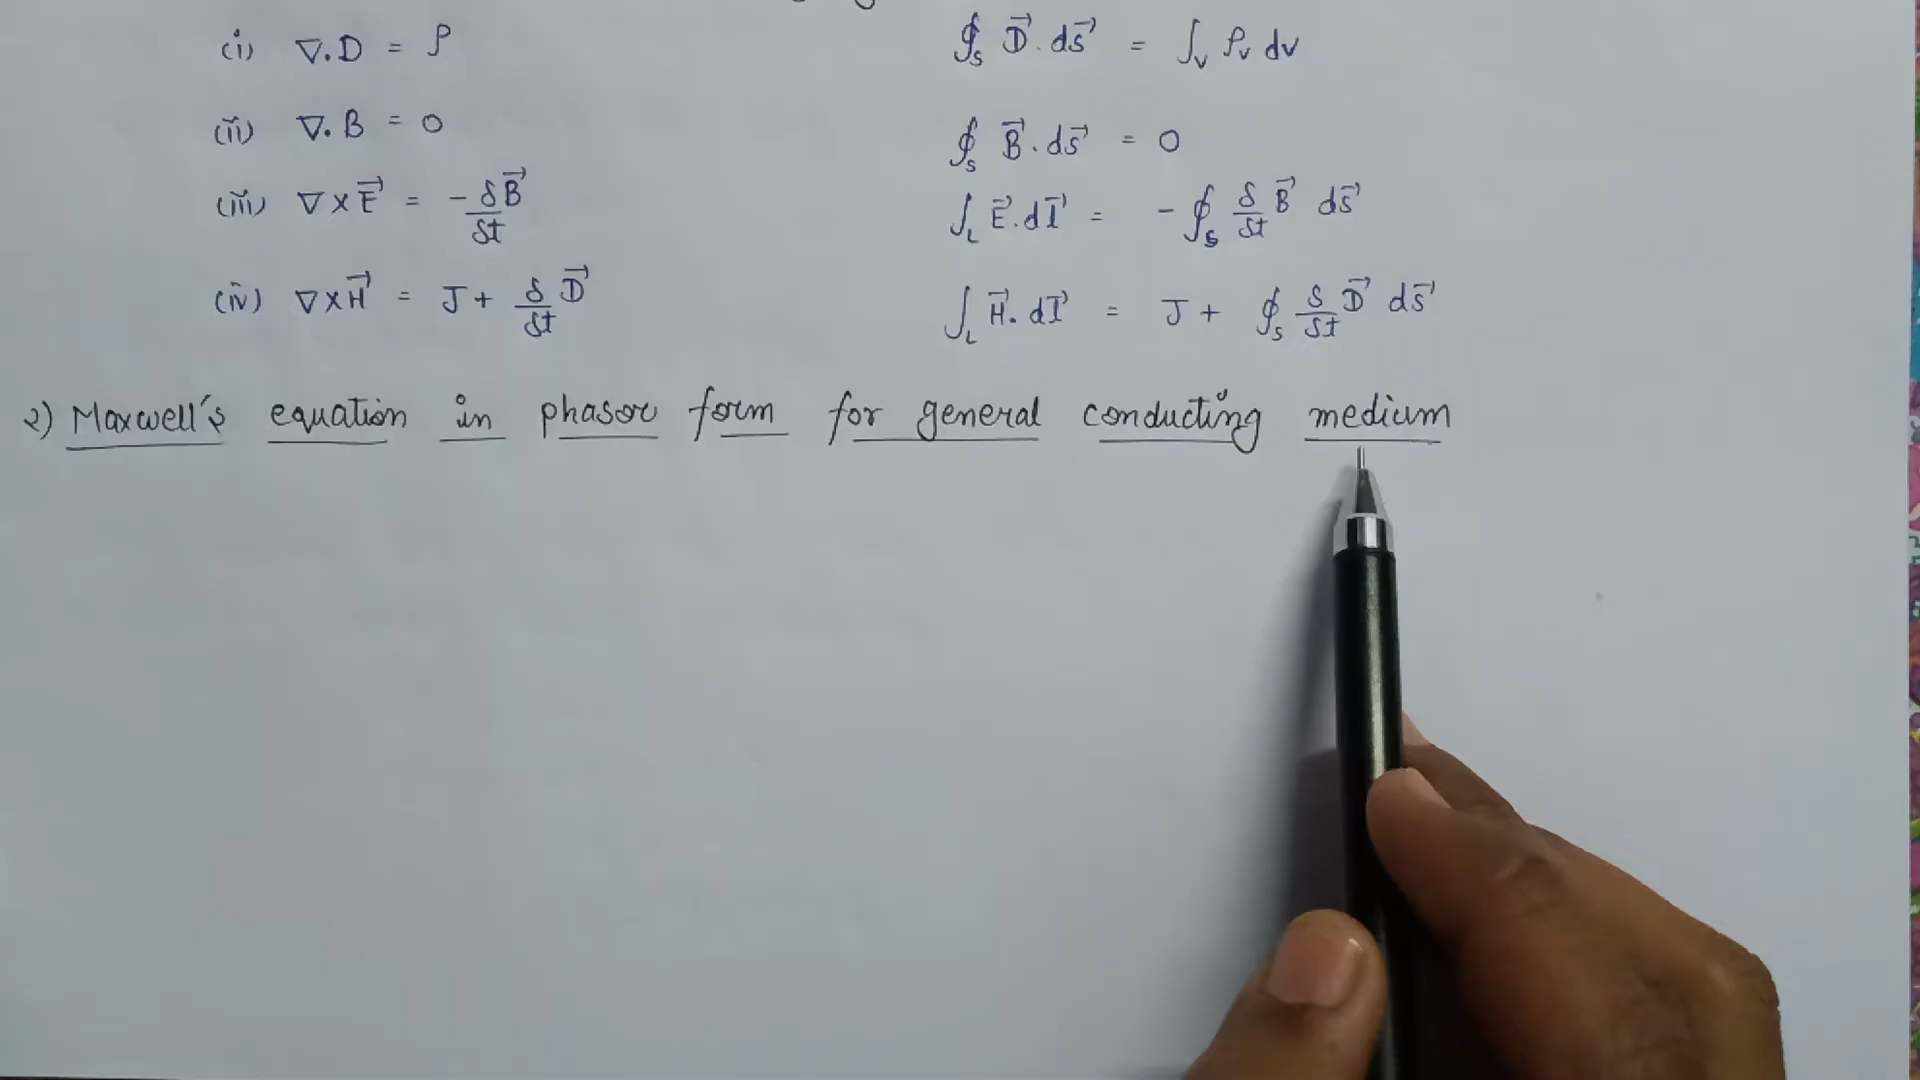 (i) ∇.D = ρ ∮s D⃗.ds⃗ = ∫v ρv dv
(ii) ∇.B = 0 ∮s B⃗.ds⃗ = 0
(iii) ∇×E⃗ = -δB⃗/δt ∫L E⃗.dl⃗ = -∮s δ/δt B⃗ ds⃗
(iv) ∇×H⃗ = J + δ/δt D⃗ ∫L H⃗.dl⃗ = J + ∮s δ/δt D⃗ ds⃗
2) Maxwell's equation in phasor form for general conducting medium